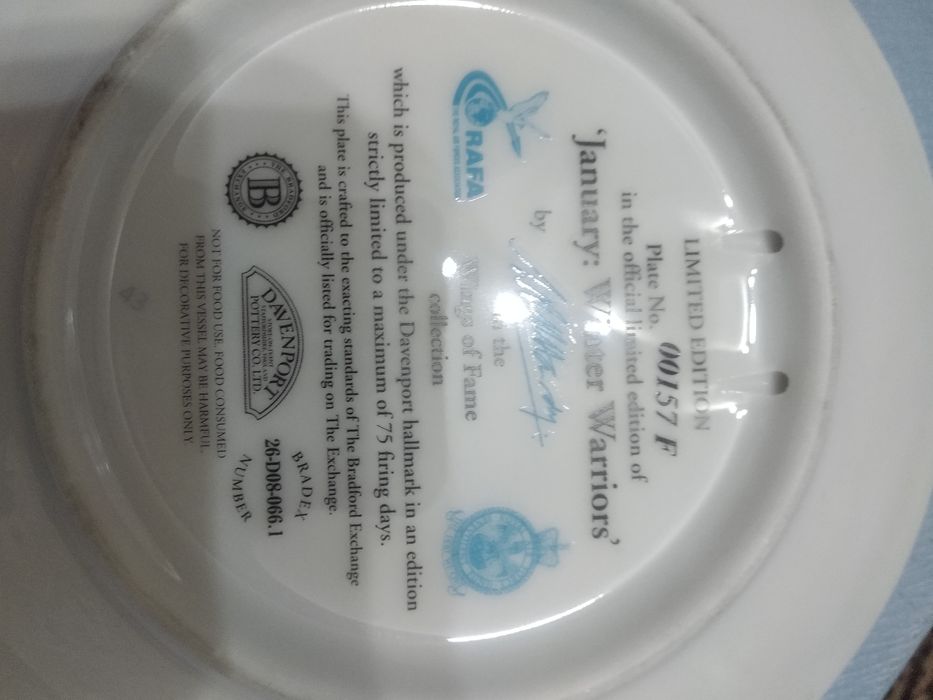 LIMITED EDITION
Plate No. 00157 F
in the official limited edition of
'January: Winter Warriors'
by
in the
RAFA
Wings of Fame
collection
which is produced under the Davenport hallmark in an edition
strictly limited to a maximum of 75 firing days.
This plate is crafted to the exacting standards of The Bradford Exchange
and is officially listed for trading on The Exchange.
THE BRADFORD EXCHANGE
B
DAVENPORT
POTTERY CO. LTD.
BRADEX
26-D08-066.1
NUMBER
NOT FOR FOOD USE. FOOD CONSUMED
FROM THIS VESSEL MAY BE HARMFUL.
FOR DECORATIVE PURPOSES ONLY